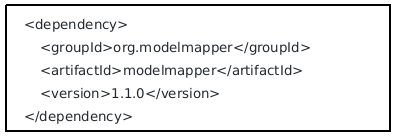 <dependency>
<groupId>org.modelmapper</groupId>
<artifactId>modelmapper</artifactId>
<version>1.1.0</version>
</dependency>